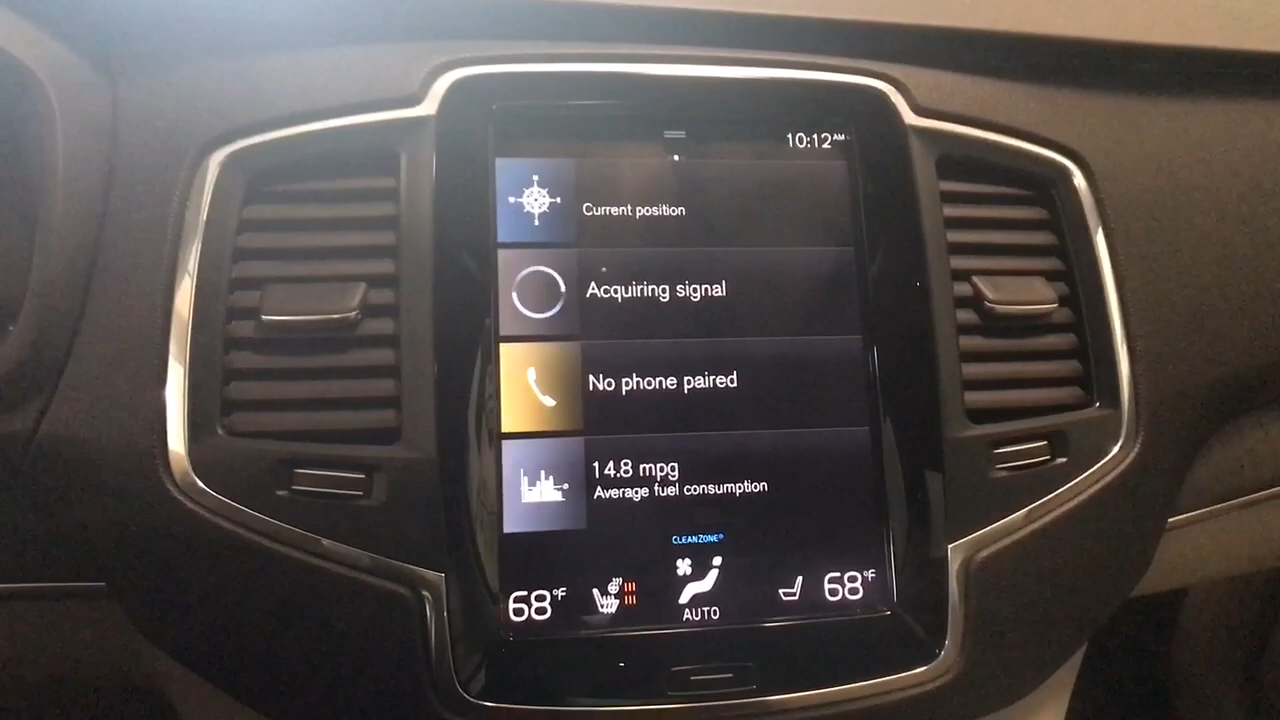 10:12AM
Current position
Acquiring signal
No phone paired
14.8 mpg
Average fuel consumption
CLEANZONE®
68°F
AUTO
68°F